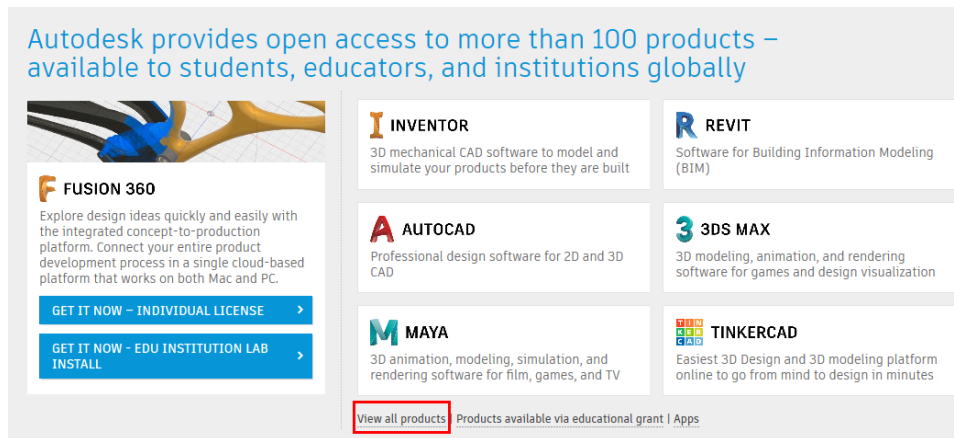 Autodesk provides open access to more than 100 products –
available to students, educators, and institutions globally
FUSION 360
Explore design ideas quickly and easily with
the integrated concept-to-production
platform. Connect your entire product
development process in a single cloud-based
platform that works on both Mac and PC.
GET IT NOW – INDIVIDUAL LICENSE
GET IT NOW - EDU INSTITUTION LAB
INSTALL
INVENTOR
3D mechanical CAD software to model and
simulate your products before they are built
REVIT
Software for Building Information Modeling
(BIM)
AUTOCAD
Professional design software for 2D and 3D
CAD
3DS MAX
3D modeling, animation, and rendering
software for games and design visualization
MAYA
3D animation, modeling, simulation, and
rendering software for film, games, and TV
TIN
KER
CAD
TINKERCAD
Easiest 3D Design and 3D modeling platform
online to go from mind to design in minutes
View all products | Products available via educational grant | Apps